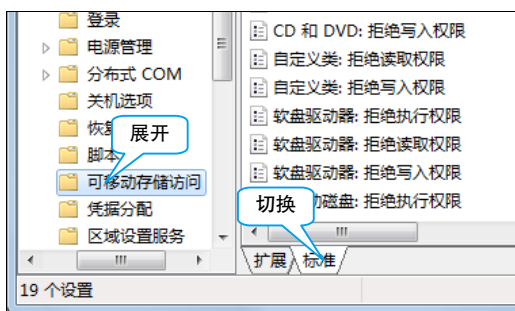 登录
电源管理
分布式 COM
关机选项
恢复
展开
脚本
可移动存储访问
凭据分配
区域设置服务
CD 和 DVD: 拒绝写入权限
自定义类: 拒绝读取权限
自定义类: 拒绝写入权限
软盘驱动器: 拒绝执行权限
软盘驱动器: 拒绝读取权限
软盘驱动器: 拒绝写入权限
切换
动磁盘: 拒绝执行权限
扩展 标准
19 个设置